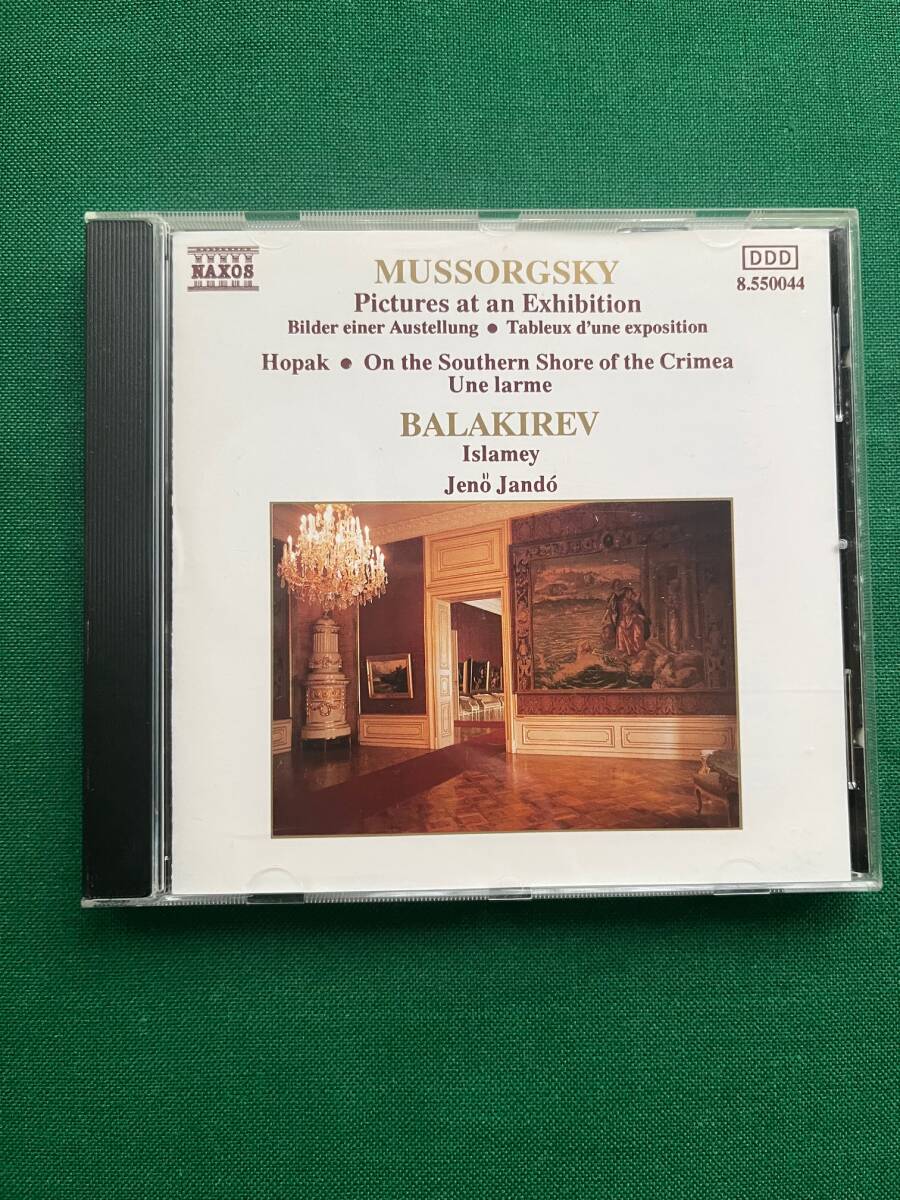 NAXOS
DDD
8.550044
MUSSORGSKY
Pictures at an Exhibition
Bilder einer Austellung ● Tableux d'une exposition
Hopak ● On the Southern Shore of the Crimea
Une larme
BALAKIREV
Islamey
Jenő Jandó